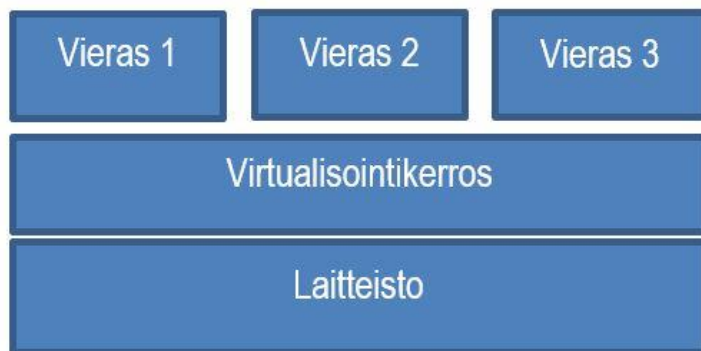 Vieras 1
Vieras 2
Vieras 3
Virtualisointikerros
Laitteisto